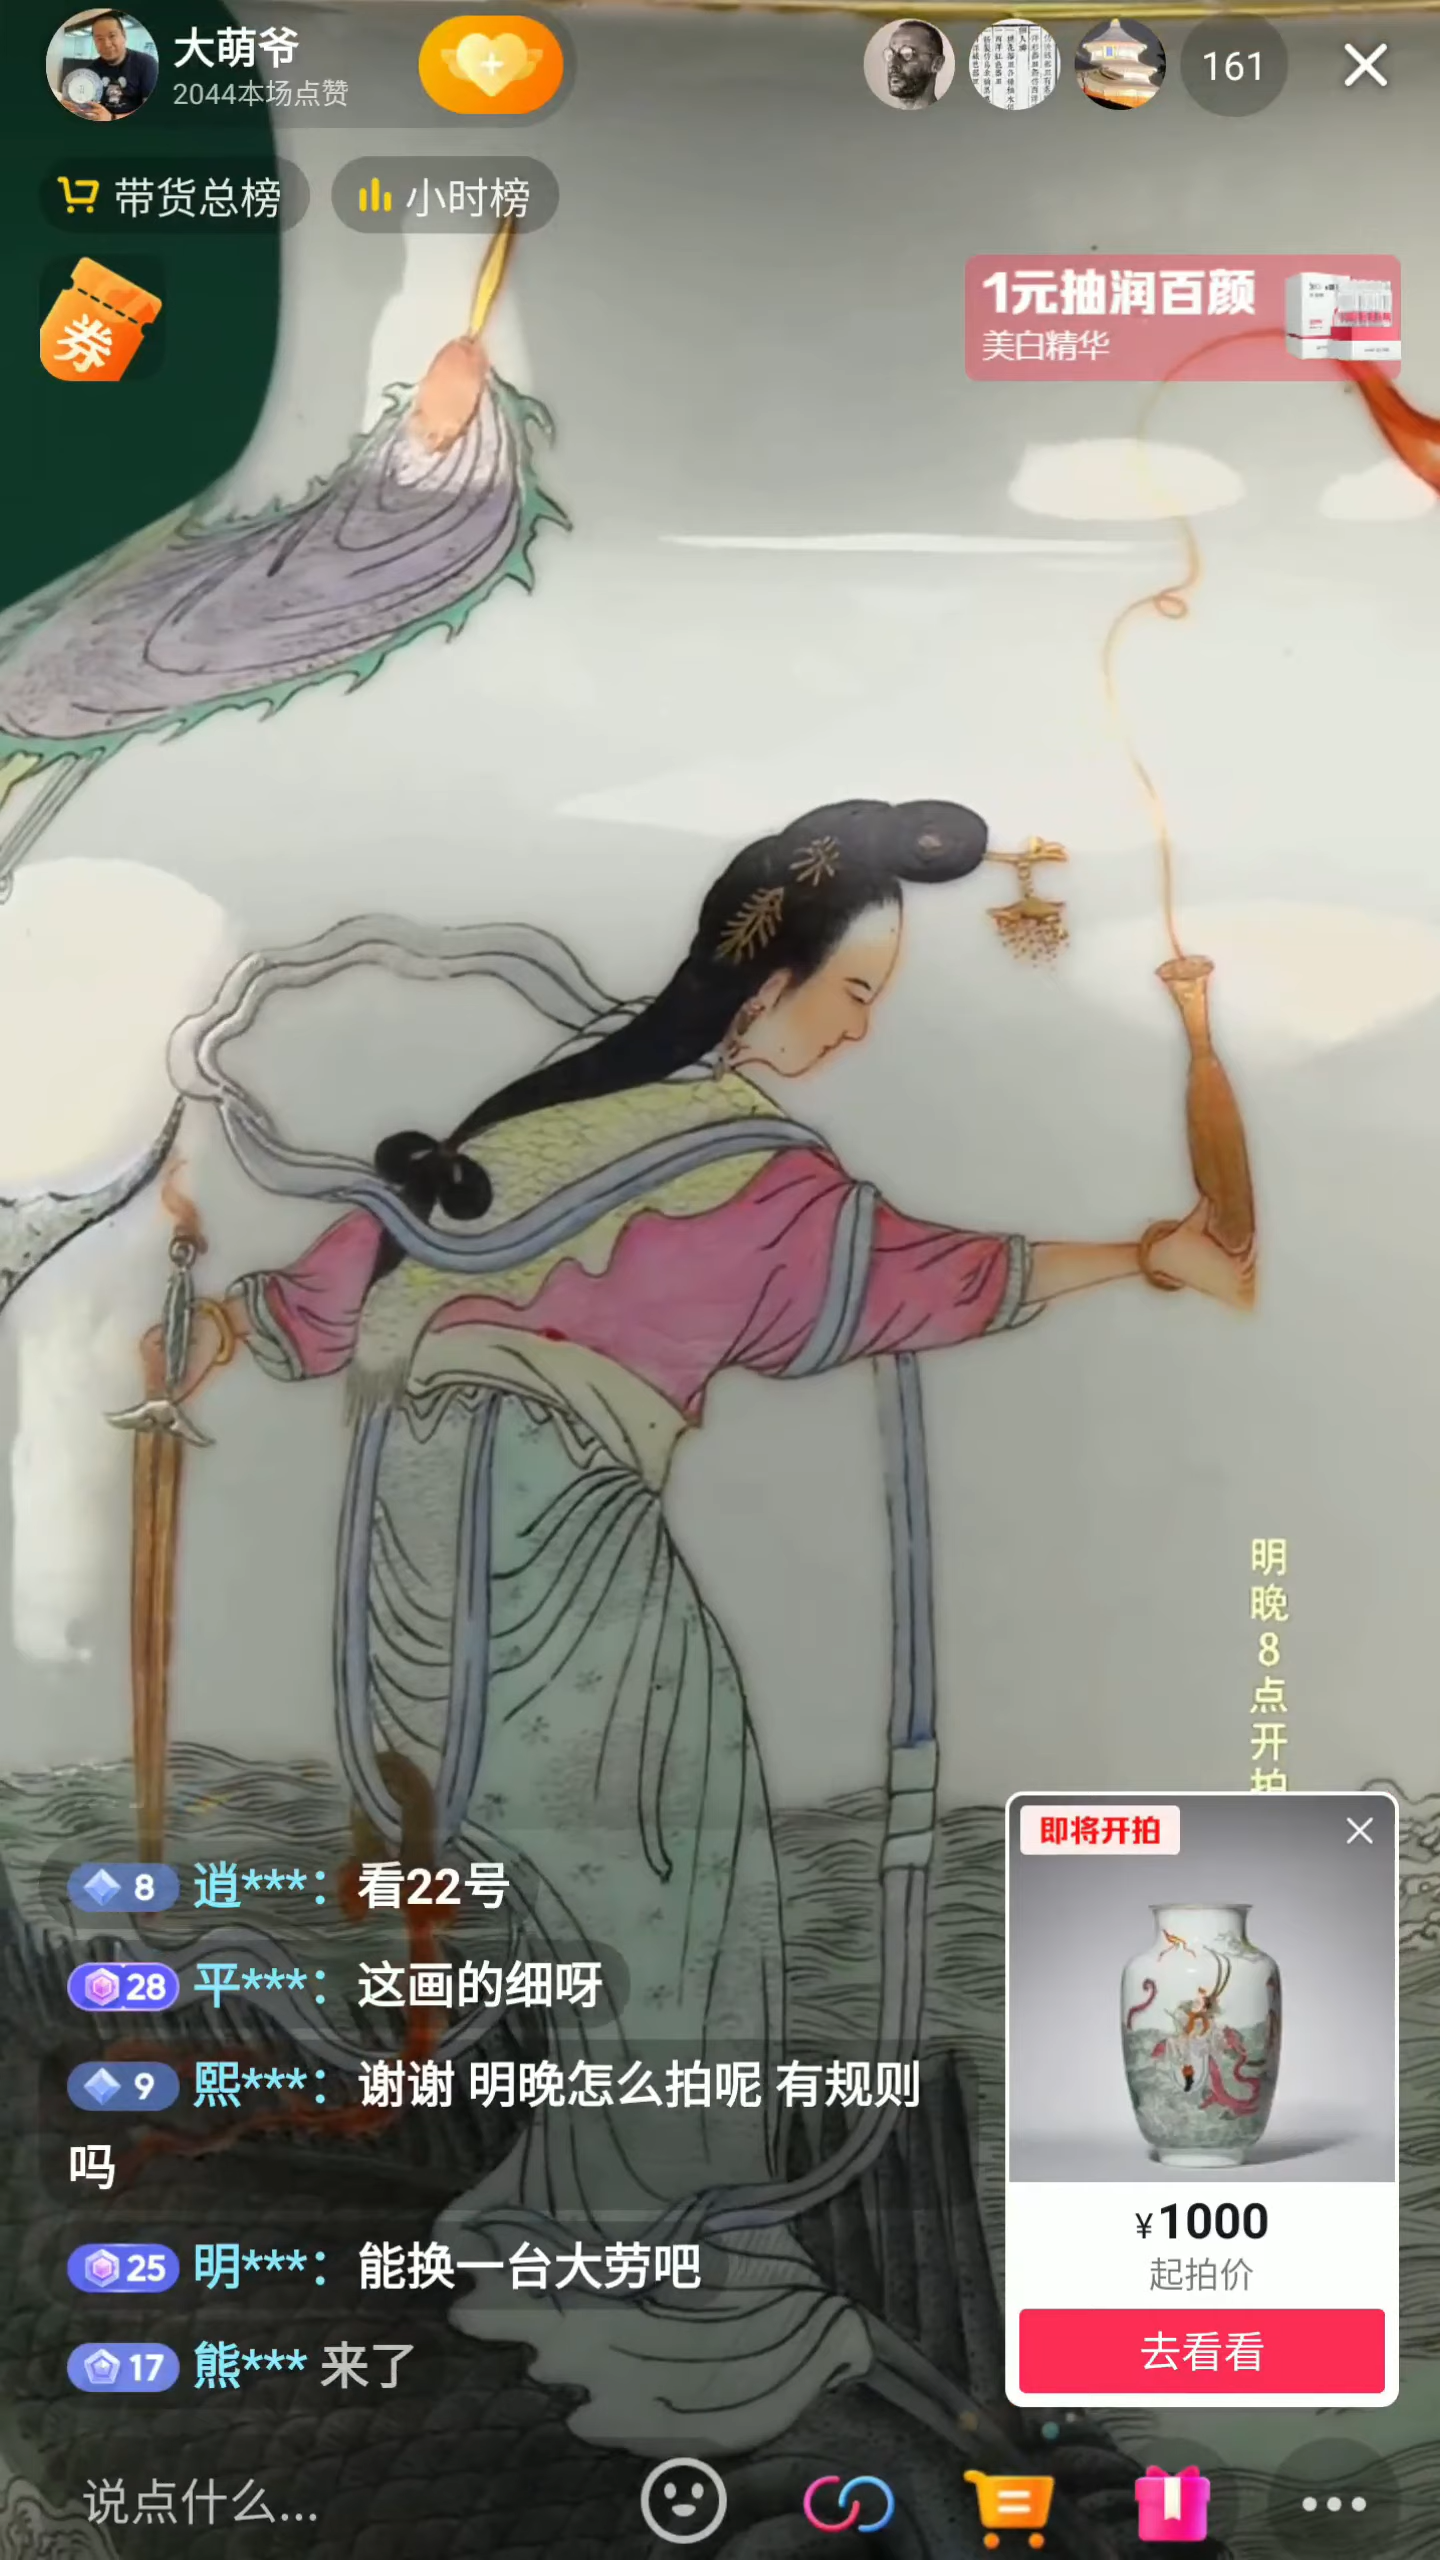 大萌爷
2044本场点赞
161
带货总榜
小时榜
券
1元抽润百颜
美白精华
明晚8点开拍
8 逍***：看22号
28 平***：这画的细呀
9 熙***：谢谢 明晚怎么拍呢 有规则
吗
25 明***：能换一台大劳吧
17 熊*** 来了
即将开拍
¥1000
起拍价
去看看
说点什么...